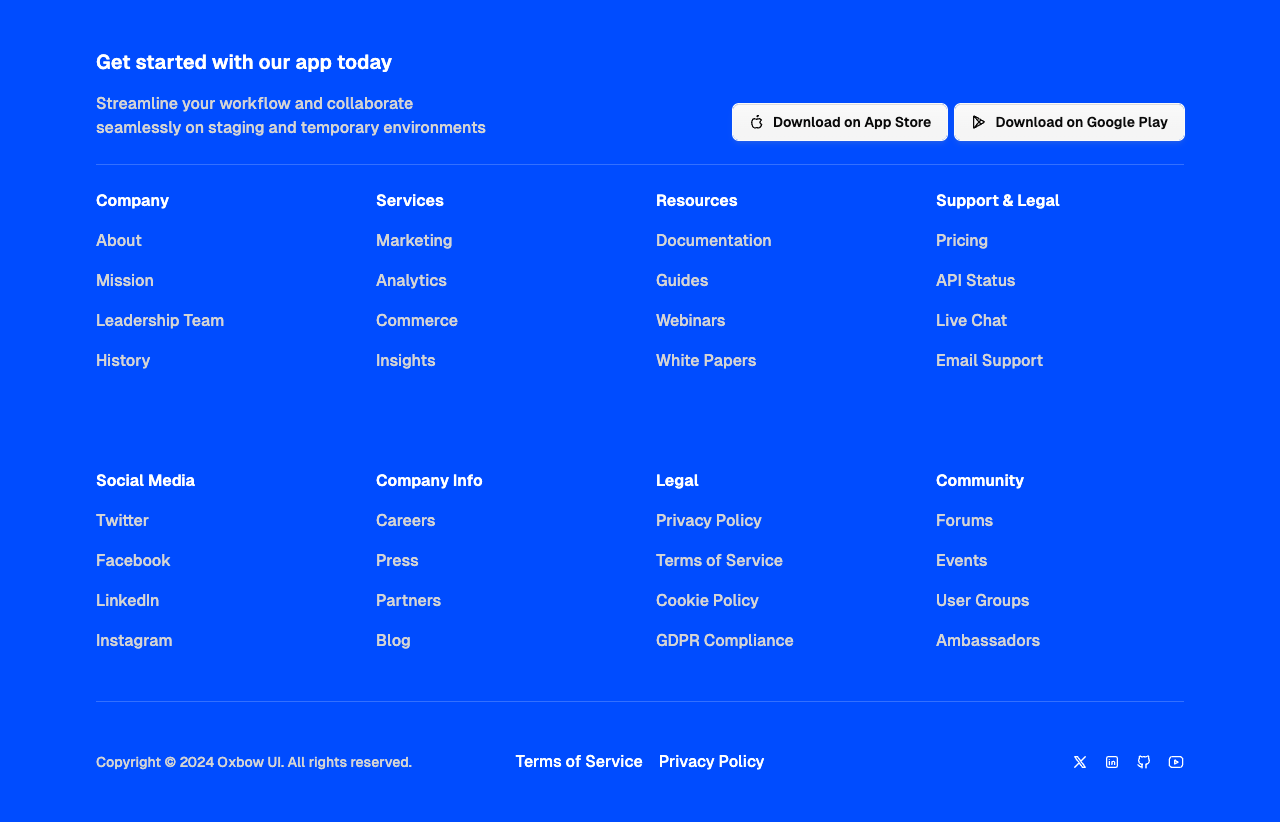 Get started with our app today
Streamline your workflow and collaborate
seamlessly on staging and temporary environments
Download on App Store
Download on Google Play
Company
About
Mission
Leadership Team
History
Services
Marketing
Analytics
Commerce
Insights
Resources
Documentation
Guides
Webinars
White Papers
Support & Legal
Pricing
API Status
Live Chat
Email Support
Social Media
Twitter
Facebook
LinkedIn
Instagram
Company Info
Careers
Press
Partners
Blog
Legal
Privacy Policy
Terms of Service
Cookie Policy
GDPR Compliance
Community
Forums
Events
User Groups
Ambassadors
Copyright © 2024 Oxbow UI. All rights reserved.
Terms of Service
Privacy Policy